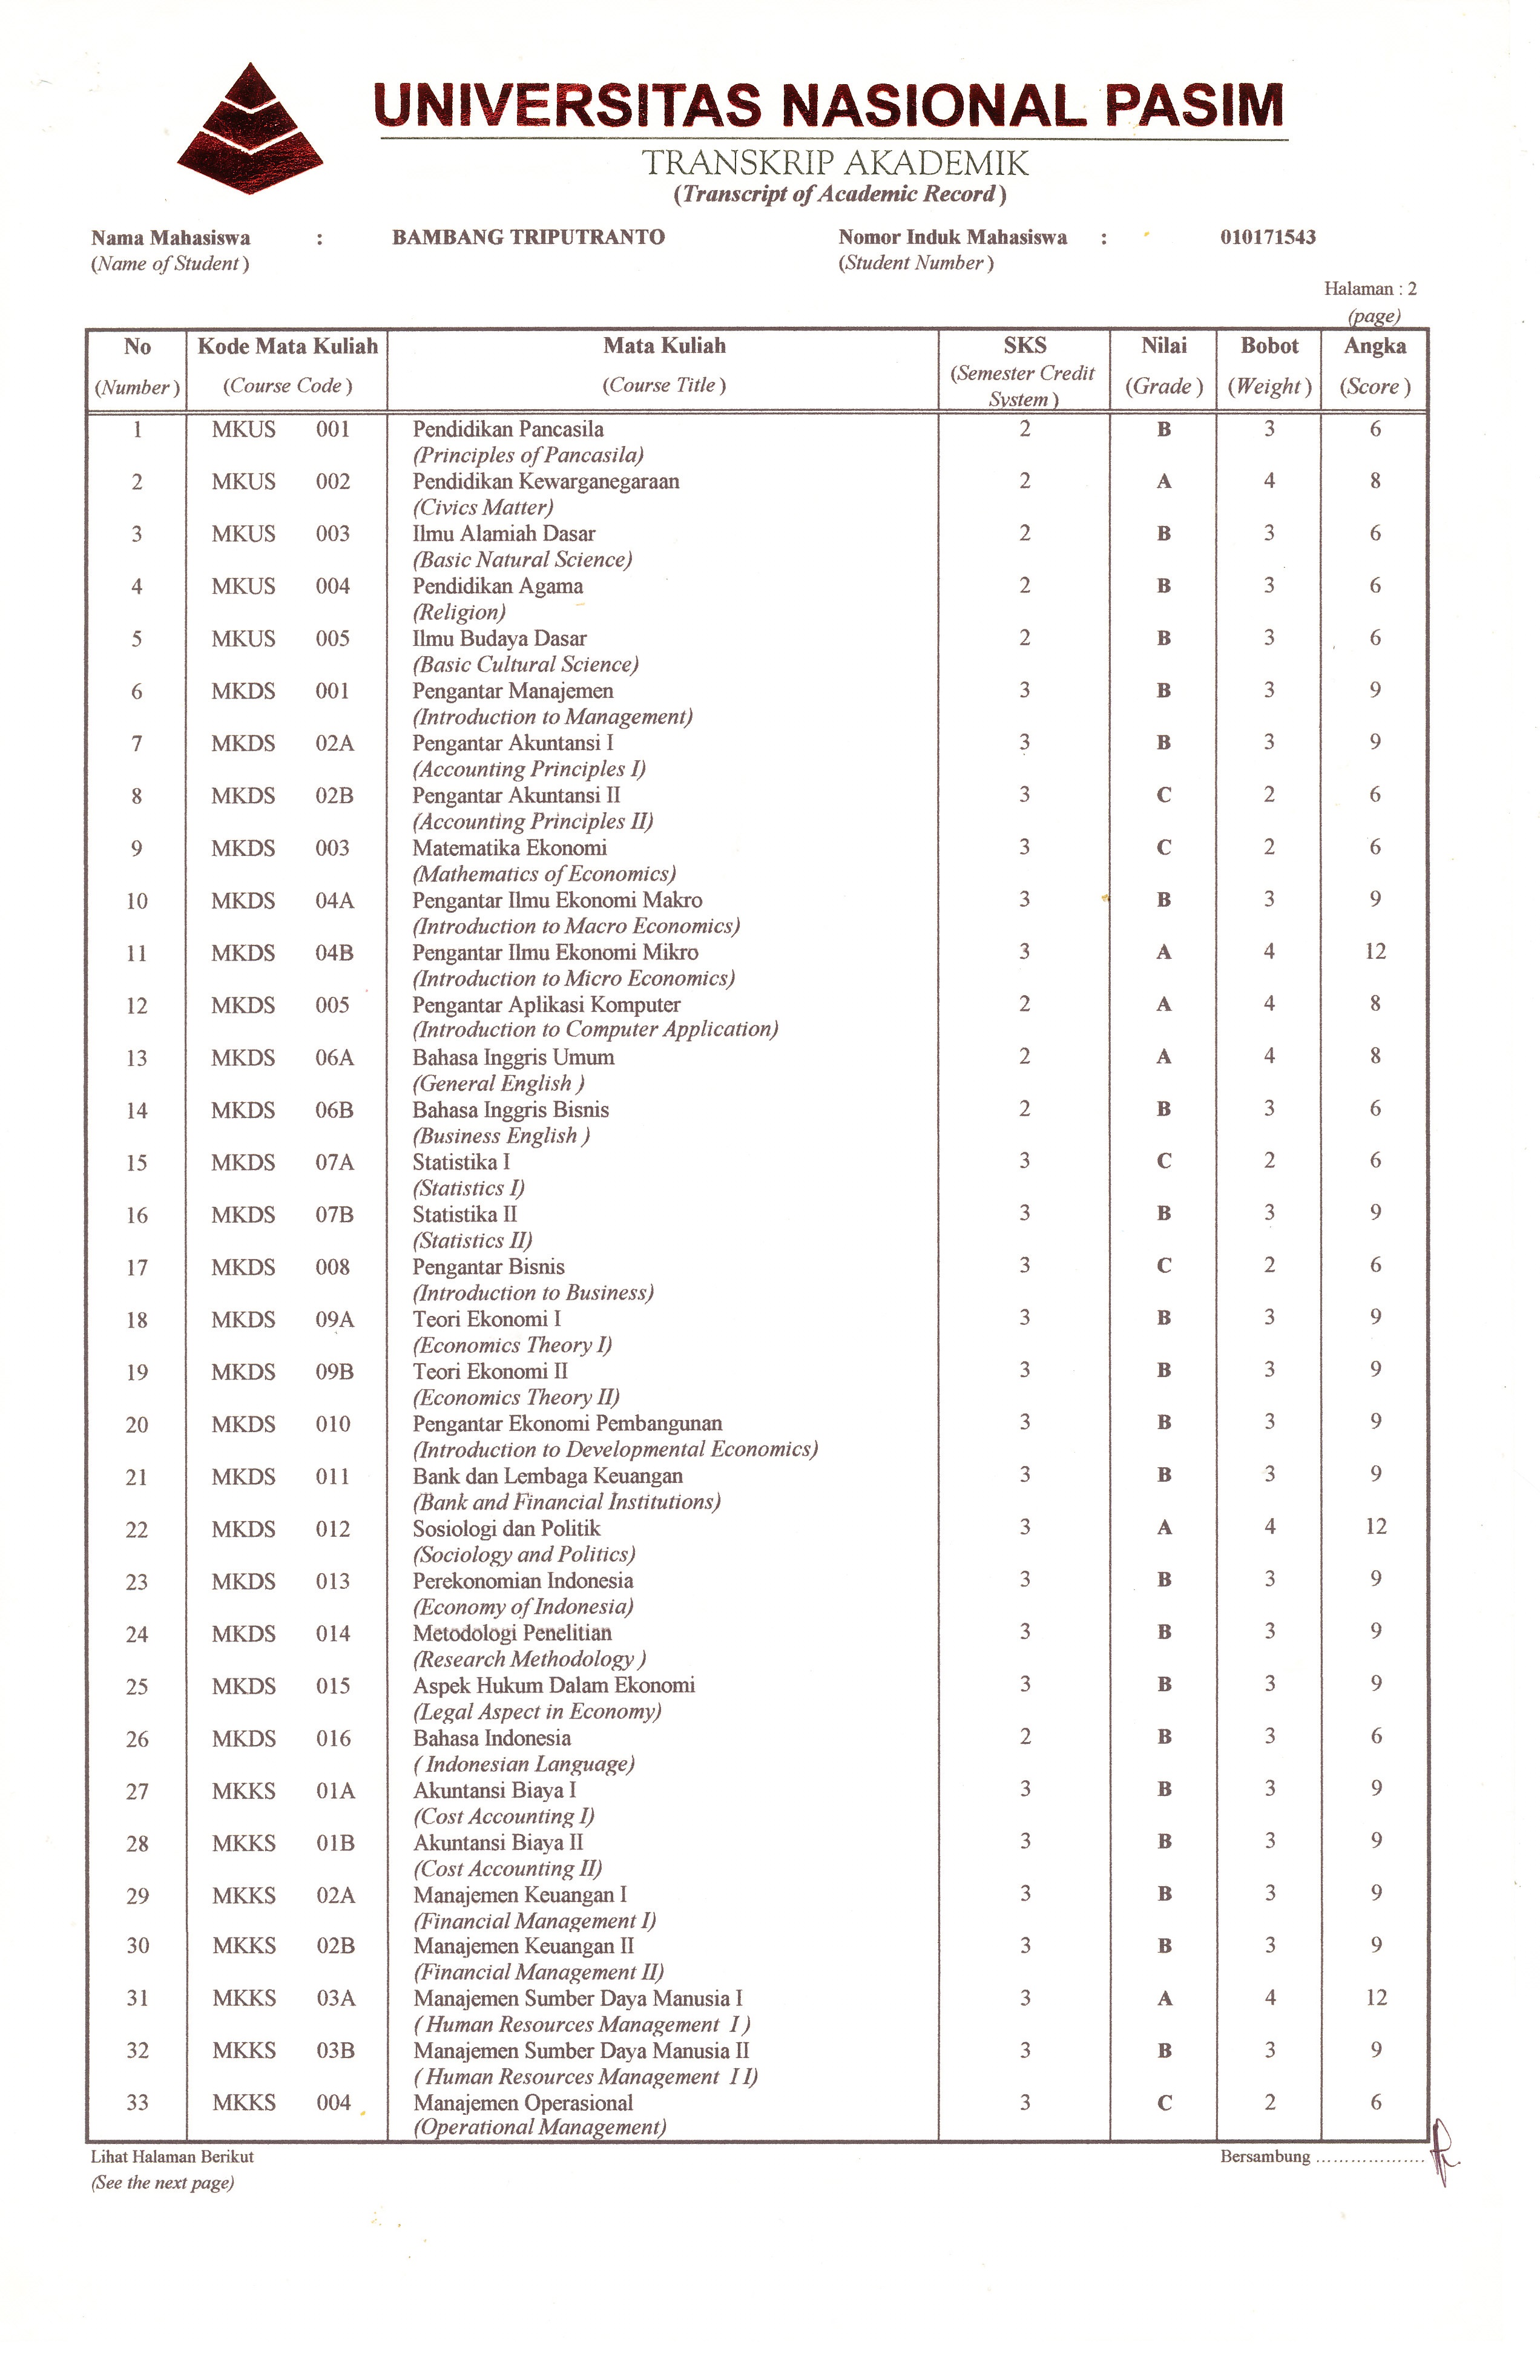 UNIVERSITAS NASIONAL PASIM
TRANSKRIP AKADEMIK
(Transcript of Academic Record)
Nama Mahasiswa : BAMBANG TRIPUTRANTO Nomor Induk Mahasiswa : 010171543
(Name of Student) (Student Number)
Halaman : 2
(page)
No Kode Mata Kuliah Mata Kuliah SKS Nilai Bobot Angka
(Number) (Course Code) (Course Title) (Semester Credit System) (Grade) (Weight) (Score)
1 MKUS 001 Pendidikan Pancasila 2 B 3 6
(Principles of Pancasila)
2 MKUS 002 Pendidikan Kewarganegaraan 2 A 4 8
(Civics Matter)
3 MKUS 003 Ilmu Alamiah Dasar 2 B 3 6
(Basic Natural Science)
4 MKUS 004 Pendidikan Agama 2 B 3 6
(Religion)
5 MKUS 005 Ilmu Budaya Dasar 2 B 3 6
(Basic Cultural Science)
6 MKDS 001 Pengantar Manajemen 3 B 3 9
(Introduction to Management)
7 MKDS 02A Pengantar Akuntansi I 3 B 3 9
(Accounting Principles I)
8 MKDS 02B Pengantar Akuntansi II 3 C 2 6
(Accounting Principles II)
9 MKDS 003 Matematika Ekonomi 3 C 2 6
(Mathematics of Economics)
10 MKDS 04A Pengantar Ilmu Ekonomi Makro 3 B 3 9
(Introduction to Macro Economics)
11 MKDS 04B Pengantar Ilmu Ekonomi Mikro 3 A 4 12
(Introduction to Micro Economics)
12 MKDS 005 Pengantar Aplikasi Komputer 2 A 4 8
(Introduction to Computer Application)
13 MKDS 06A Bahasa Inggris Umum 2 A 4 8
(General English )
14 MKDS 06B Bahasa Inggris Bisnis 2 B 3 6
(Business English )
15 MKDS 07A Statistika I 3 C 2 6
(Statistics I)
16 MKDS 07B Statistika II 3 B 3 9
(Statistics II)
17 MKDS 008 Pengantar Bisnis 3 C 2 6
(Introduction to Business)
18 MKDS 09A Teori Ekonomi I 3 B 3 9
(Economics Theory I)
19 MKDS 09B Teori Ekonomi II 3 B 3 9
(Economics Theory II)
20 MKDS 010 Pengantar Ekonomi Pembangunan 3 B 3 9
(Introduction to Developmental Economics)
21 MKDS 011 Bank dan Lembaga Keuangan 3 B 3 9
(Bank and Financial Institutions)
22 MKDS 012 Sosiologi dan Politik 3 A 4 12
(Sociology and Politics)
23 MKDS 013 Perekonomian Indonesia 3 B 3 9
(Economy of Indonesia)
24 MKDS 014 Metodologi Penelitian 3 B 3 9
(Research Methodology )
25 MKDS 015 Aspek Hukum Dalam Ekonomi 3 B 3 9
(Legal Aspect in Economy)
26 MKDS 016 Bahasa Indonesia 2 B 3 6
( Indonesian Language)
27 MKKS 01A Akuntansi Biaya I 3 B 3 9
(Cost Accounting I)
28 MKKS 01B Akuntansi Biaya II 3 B 3 9
(Cost Accounting II)
29 MKKS 02A Manajemen Keuangan I 3 B 3 9
(Financial Management I)
30 MKKS 02B Manajemen Keuangan II 3 B 3 9
(Financial Management II)
31 MKKS 03A Manajemen Sumber Daya Manusia I 3 A 4 12
( Human Resources Management I )
32 MKKS 03B Manajemen Sumber Daya Manusia II 3 B 3 9
( Human Resources Management I I)
33 MKKS 004 Manajemen Operasional 3 C 2 6
(Operational Management)
Lihat Halaman Berikut Bersambung ...................
(See the next page)